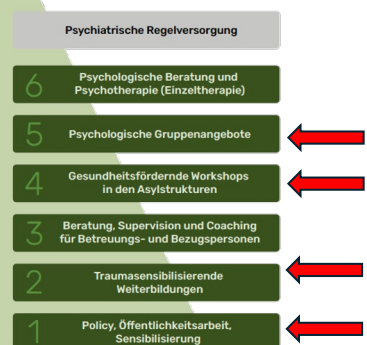 Psychiatrische Regelversorgung
6
Psychologische Beratung und
Psychotherapie (Einzeltherapie)
5
Psychologische Gruppenangebote
4
Gesundheitsfördernde Workshops
in den Asylstrukturen
3
Beratung, Supervision und Coaching
für Betreuungs- und Bezugspersonen
2
Traumasensibilisierende
Weiterbildungen
1
Policy, Öffentlichkeitsarbeit,
Sensibilisierung